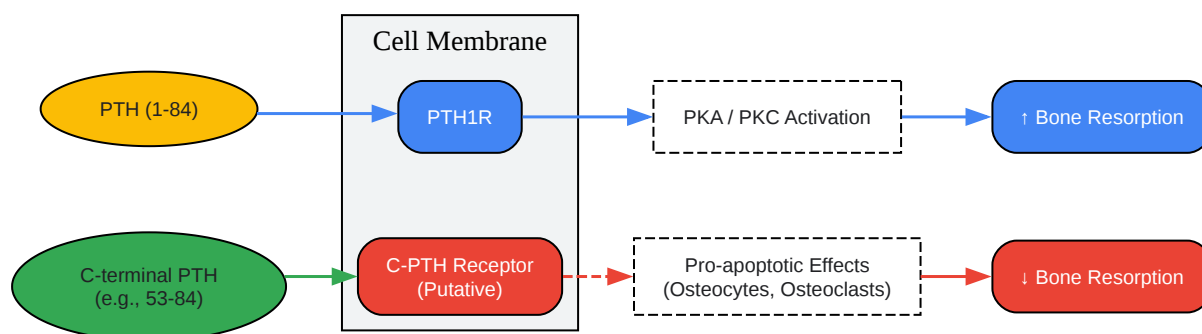 Cell Membrane
PTH (1-84)
PTH1R
PKA / PKC Activation
↑ Bone Resorption
C-terminal PTH
(e.g., 53-84)
C-PTH Receptor
(Putative)
Pro-apoptotic Effects
(Osteocytes, Osteoclasts)
↓ Bone Resorption